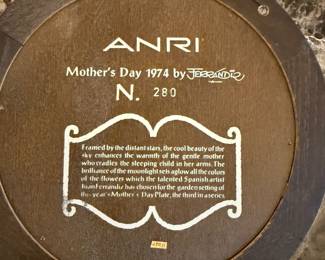 ANRI
Mother's Day 1974 by FERRÁNDIZ
N. 280
Framed by the distant stars, the cool beauty of the
sky enhances the warmth of the gentle mother
who cradles the sleeping child in her arms. The
brilliance of the moonlight sets aglow all the colors
of the flowers which the talented Spanish artist
Juan Ferrandiz has chosen for the garden setting of
this year's Mother's Day Plate, the third in a series